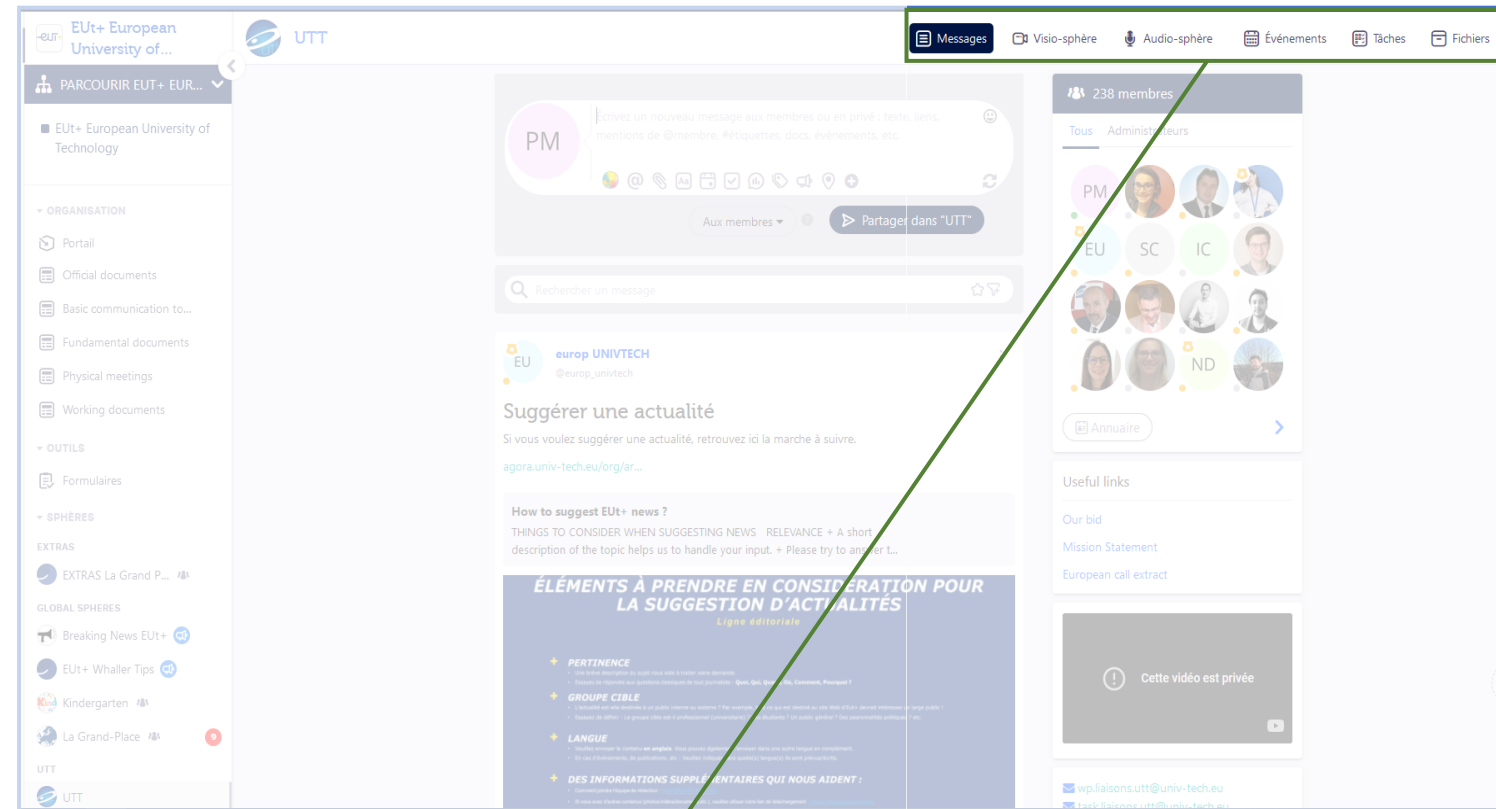 EUt+ European
University of...
UTT
Messages
Visio-sphère
Audio-sphère
Événements
Tâches
Fichiers
PARCOURIR EUT+ EUR...
EUt+ European University of
Technology
ORGANISATION
Portail
Official documents
Basic communication to...
Fundamental documents
Physical meetings
Working documents
OUTILS
Formulaires
SPHÈRES
EXTRAS
EXTRAS La Grand P...
GLOBAL SPHERES
Breaking News EUt+
EUt+ Whaller Tips
Kindergarten
La Grand-Place
9
UTT
UTT
PM
Écrivez un nouveau message aux membres ou en privé : texte, liens,
mentions de @membre, #étiquettes, docs, événements, etc.
Aux membres
Partager dans "UTT"
Rechercher un message
EU
europ UNIVTECH
@europ_univtech
Suggérer une actualité
Si vous voulez suggérer une actualité, retrouvez ici la marche à suivre.
agora.univ-tech.eu/org/ar...
How to suggest EUt+ news ?
THINGS TO CONSIDER WHEN SUGGESTING NEWS RELEVANCE + A short
description of the topic helps us to handle your input. + Please try to answer t...
ÉLÉMENTS À PRENDRE EN CONSIDÉRATION POUR
LA SUGGESTION D'ACTUALITÉS
Ligne éditoriale
PERTINENCE
GROUPE CIBLE
LANGUE
DES INFORMATIONS SUPPLÉMENTAIRES QUI NOUS AIDENT :
238 membres
Tous
Administrateurs
PM
EU
SC
IC
ND
Annuaire
Useful links
Our bid
Mission Statement
European call extract
Cette vidéo est privée
wp.liaisons.utt@univ-tech.eu
task.liaisons.utt@univ-tech.eu